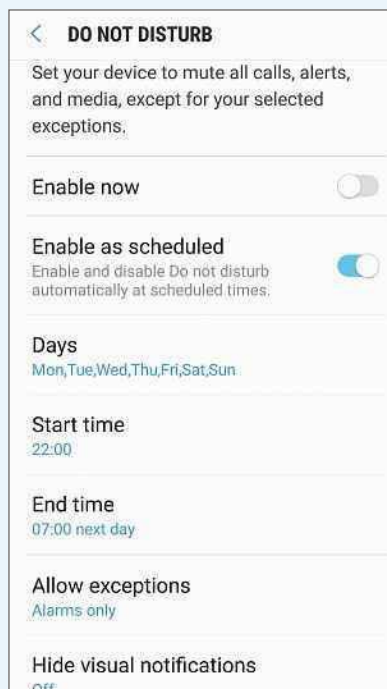 DO NOT DISTURB
Set your device to mute all calls, alerts,
and media, except for your selected
exceptions.
Enable now
Enable as scheduled
Enable and disable Do not disturb
automatically at scheduled times.
Days
Mon,Tue,Wed,Thu,Fri,Sat,Sun
Start time
22:00
End time
07:00 next day
Allow exceptions
Alarms only
Hide visual notifications
Off